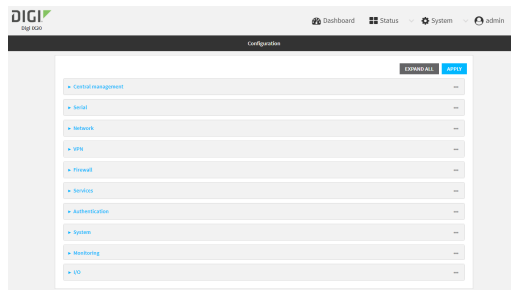 DIGI
Digi IX20
Dashboard
Status
System
admin
Configuration
EXPAND ALL
APPLY
Central management
Serial
Network
VPN
Firewall
Services
Authentication
System
Monitoring
I/O